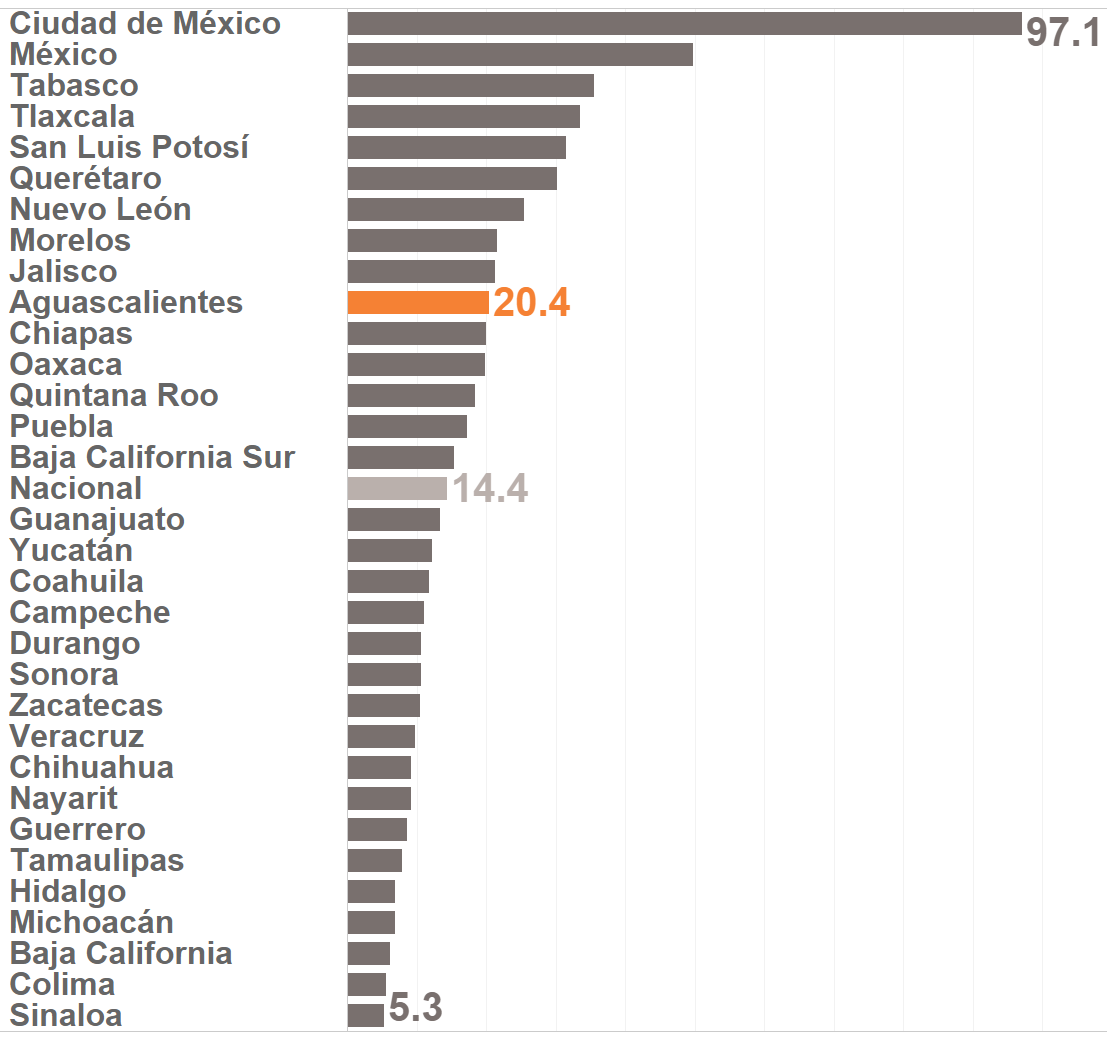 Ciudad de México 97.1
México
Tabasco
Tlaxcala
San Luis Potosí
Querétaro
Nuevo León
Morelos
Jalisco
Aguascalientes 20.4
Chiapas
Oaxaca
Quintana Roo
Puebla
Baja California Sur
Nacional 14.4
Guanajuato
Yucatán
Coahuila
Campeche
Durango
Sonora
Zacatecas
Veracruz
Chihuahua
Nayarit
Guerrero
Tamaulipas
Hidalgo
Michoacán
Baja California
Colima
Sinaloa 5.3